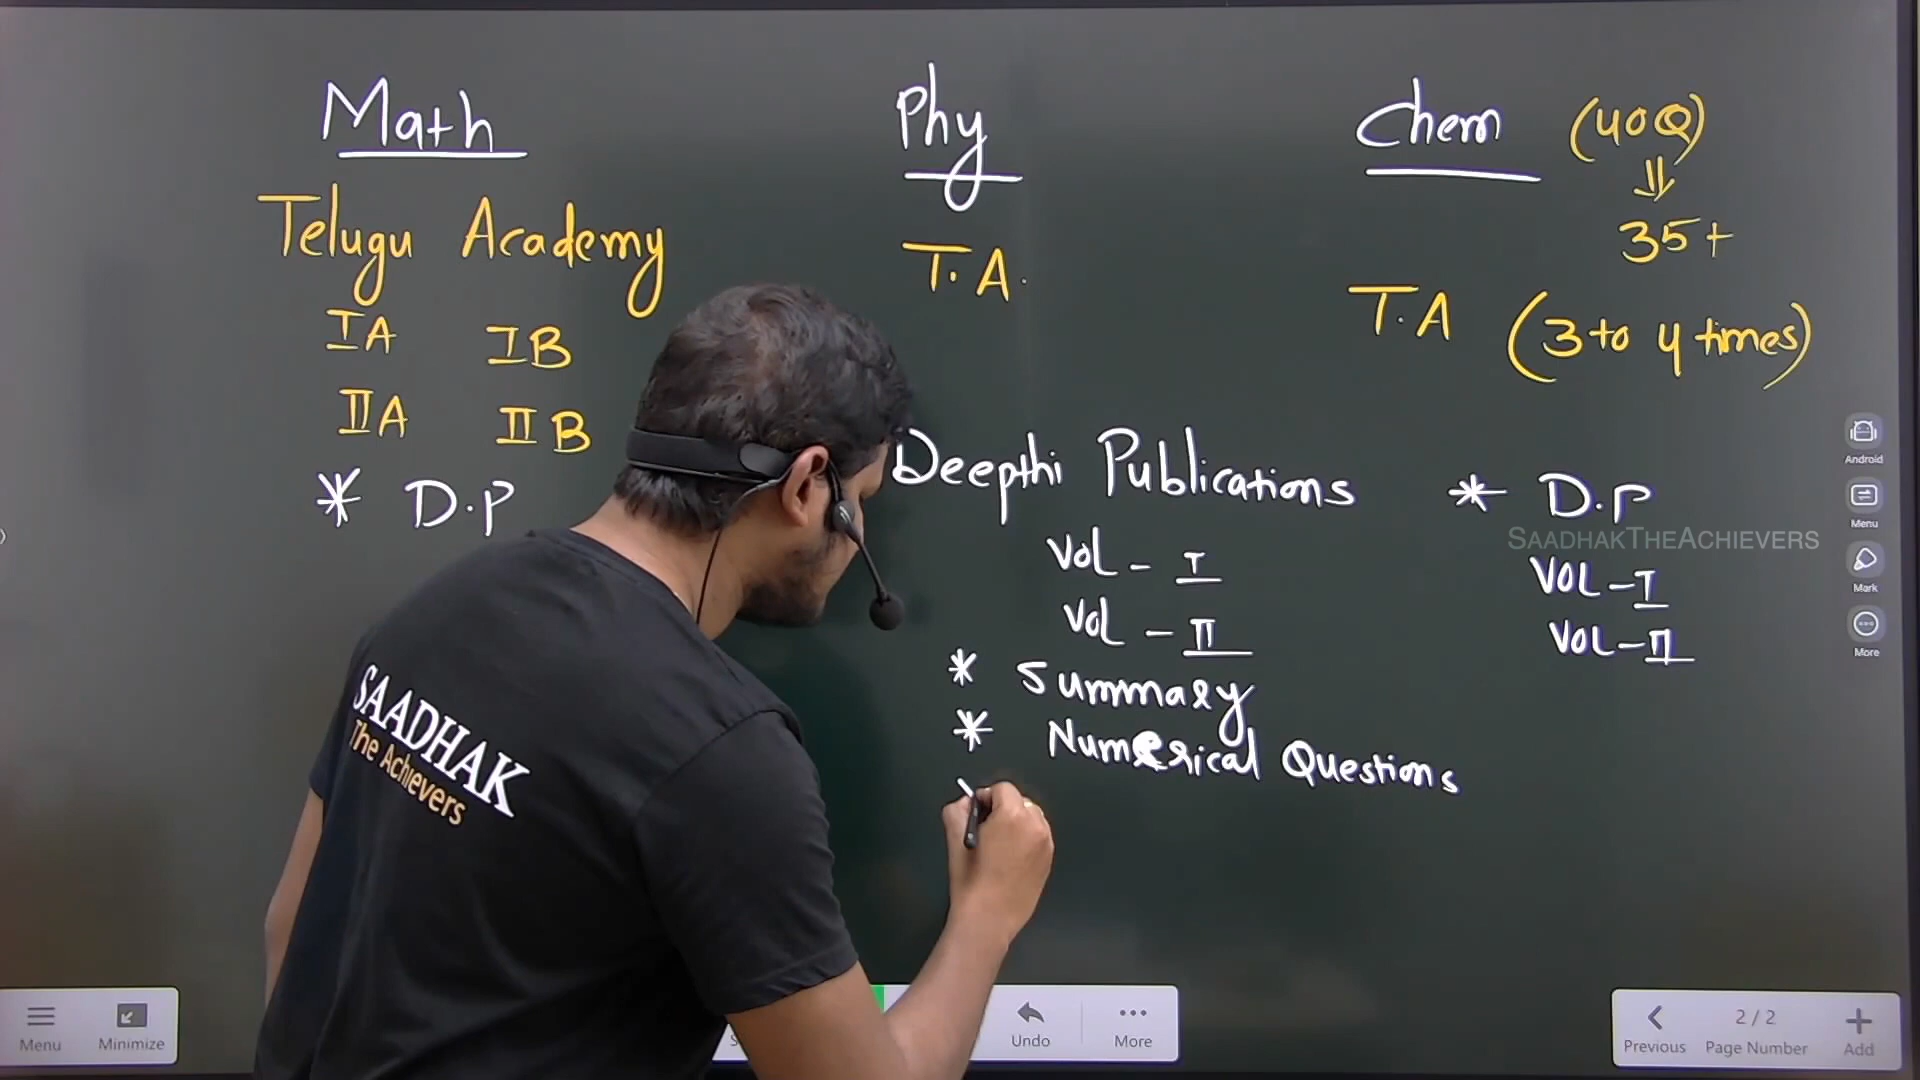 Math
Telugu Academy
IA IB
IIA IIB
* D.P
Phy
T.A.
Deepthi Publications
Vol - I
Vol - II
* Summary
* Numerical Questions
Chem (40Q)
35+
T.A (3 to 4 times)
* D.P
VOL-I
VOL-II
SAADHAKTHEACHIEVERS
SAADHAK
The Achievers
Android
Menu
Mark
More
Menu
Minimize
Undo
More
Previous
2 / 2
Page Number
Add